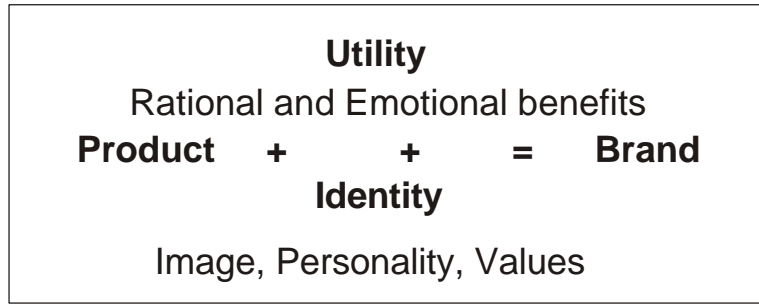 Utility
Rational and Emotional benefits
Product + + = Brand
Identity
Image, Personality, Values